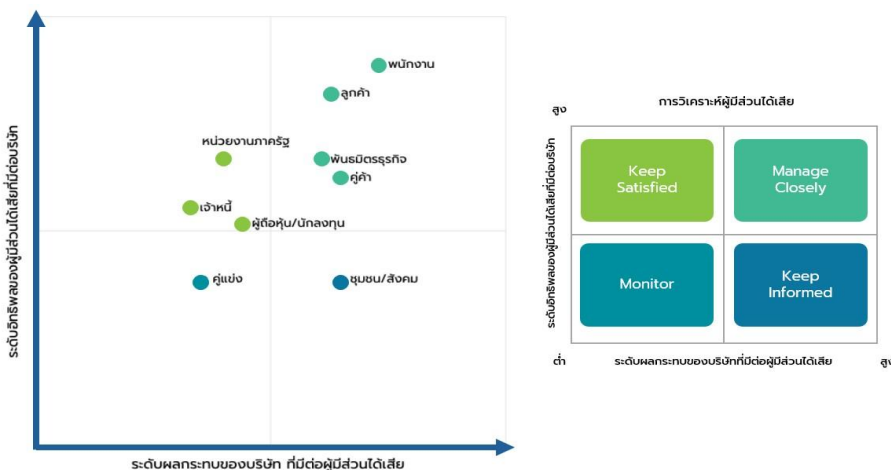 พนักงาน
ลูกค้า
หน่วยงานภาครัฐ
พันธมิตรธุรกิจ
คู่ค้า
เจ้าหนี้
ผู้ถือหุ้น/นักลงทุน
คู่แข่ง
ชุมชน/สังคม
ระดับอิทธิพลของผู้มีส่วนได้เสียที่มีต่อบริษัท
ระดับผลกระทบของบริษัท ที่มีต่อผู้มีส่วนได้เสีย
การวิเคราะห์ผู้มีส่วนได้เสีย
สูง
Keep
Satisfied
Manage
Closely
Monitor
Keep
Informed
ระดับอิทธิพลของผู้มีส่วนได้เสียที่มีต่อบริษัท
ต่ำ
ระดับผลกระทบของบริษัทที่มีต่อผู้มีส่วนได้เสีย
สูง